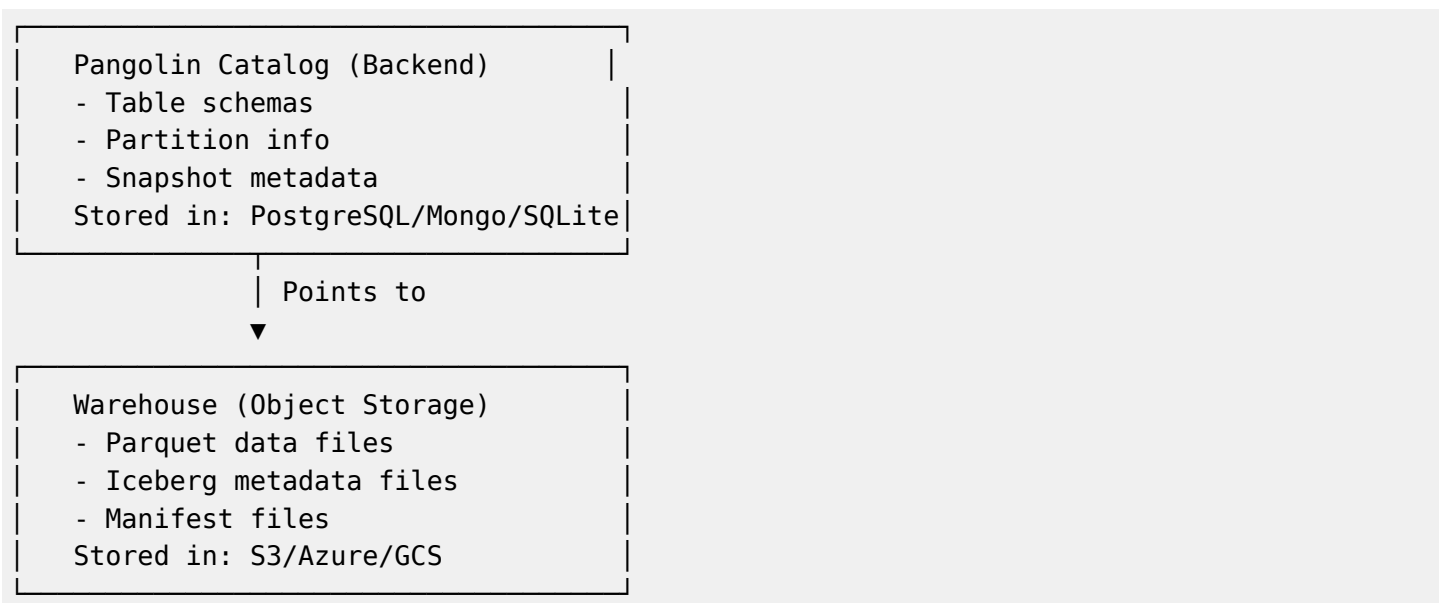 Pangolin Catalog (Backend)
- Table schemas
- Partition info
- Snapshot metadata
Stored in: PostgreSQL/Mongo/SQLite
Points to
Warehouse (Object Storage)
- Parquet data files
- Iceberg metadata files
- Manifest files
Stored in: S3/Azure/GCS